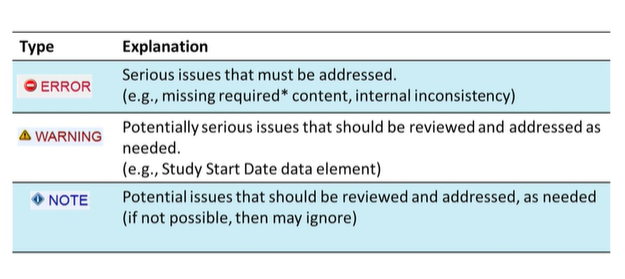 Type Explanation
ERROR Serious issues that must be addressed.
(e.g., missing required* content, internal inconsistency)
WARNING Potentially serious issues that should be reviewed and addressed as
needed.
(e.g., Study Start Date data element)
NOTE Potential issues that should be reviewed and addressed, as needed
(if not possible, then may ignore)